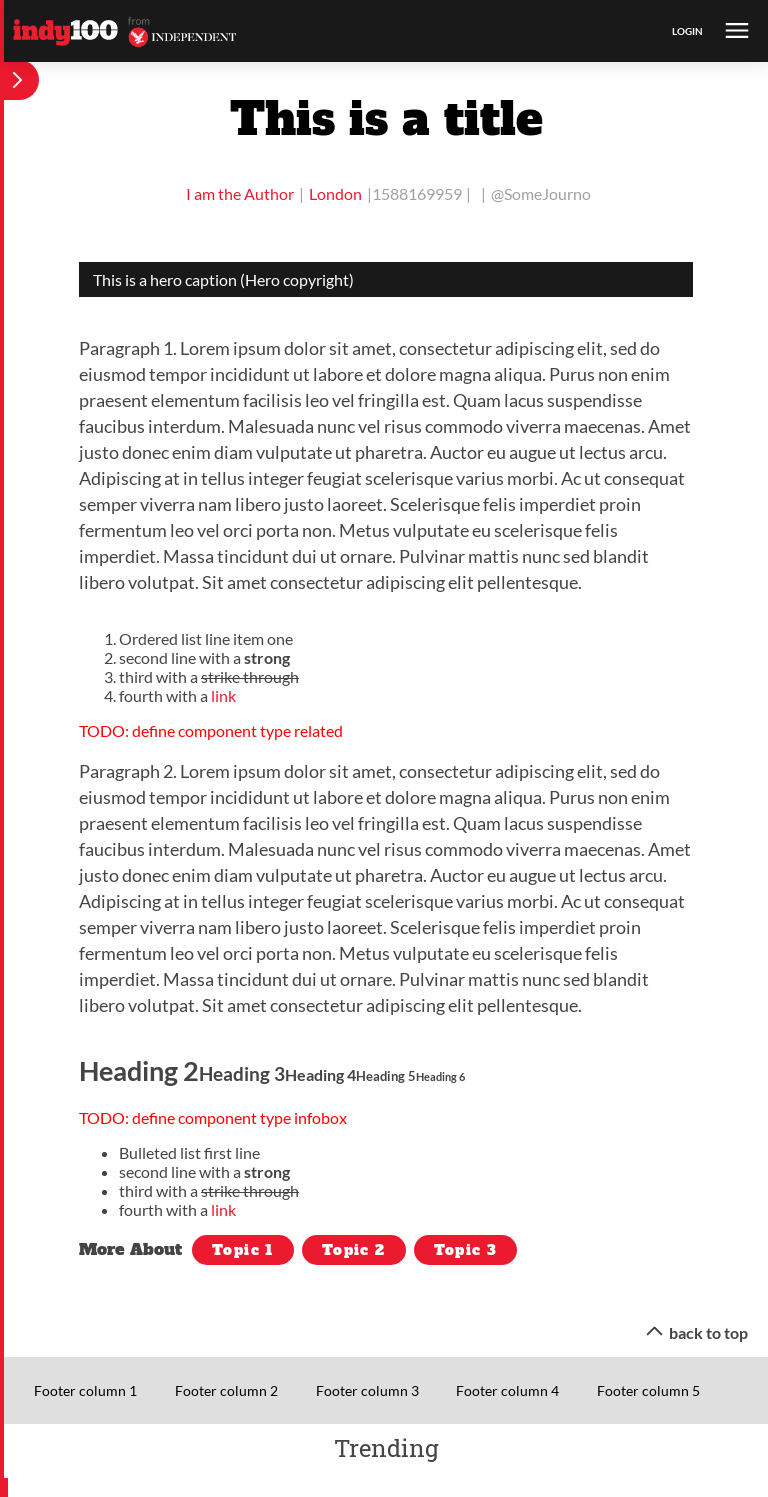 indy100 from INDEPENDENT LOGIN
This is a title
I am the Author | London |1588169959 | | @SomeJourno
This is a hero caption (Hero copyright)
Paragraph 1. Lorem ipsum dolor sit amet, consectetur adipiscing elit, sed do
eiusmod tempor incididunt ut labore et dolore magna aliqua. Purus non enim
praesent elementum facilisis leo vel fringilla est. Quam lacus suspendisse
faucibus interdum. Malesuada nunc vel risus commodo viverra maecenas. Amet
justo donec enim diam vulputate ut pharetra. Auctor eu augue ut lectus arcu.
Adipiscing at in tellus integer feugiat scelerisque varius morbi. Ac ut consequat
semper viverra nam libero justo laoreet. Scelerisque felis imperdiet proin
fermentum leo vel orci porta non. Metus vulputate eu scelerisque felis
imperdiet. Massa tincidunt dui ut ornare. Pulvinar mattis nunc sed blandit
libero volutpat. Sit amet consectetur adipiscing elit pellentesque.
1. Ordered list line item one
2. second line with a strong
3. third with a strike through
4. fourth with a link
TODO: define component type related
Paragraph 2. Lorem ipsum dolor sit amet, consectetur adipiscing elit, sed do
eiusmod tempor incididunt ut labore et dolore magna aliqua. Purus non enim
praesent elementum facilisis leo vel fringilla est. Quam lacus suspendisse
faucibus interdum. Malesuada nunc vel risus commodo viverra maecenas. Amet
justo donec enim diam vulputate ut pharetra. Auctor eu augue ut lectus arcu.
Adipiscing at in tellus integer feugiat scelerisque varius morbi. Ac ut consequat
semper viverra nam libero justo laoreet. Scelerisque felis imperdiet proin
fermentum leo vel orci porta non. Metus vulputate eu scelerisque felis
imperdiet. Massa tincidunt dui ut ornare. Pulvinar mattis nunc sed blandit
libero volutpat. Sit amet consectetur adipiscing elit pellentesque.
Heading 2Heading 3Heading 4Heading 5Heading 6
TODO: define component type infobox
• Bulleted list first line
• second line with a strong
• third with a strike through
• fourth with a link
More About Topic 1 Topic 2 Topic 3
back to top
Footer column 1 Footer column 2 Footer column 3 Footer column 4 Footer column 5
Trending